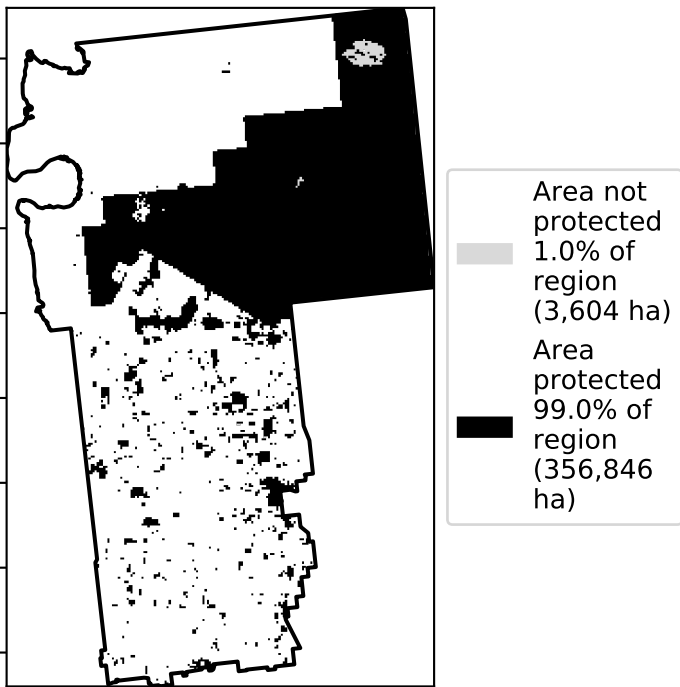 Area not
protected
1.0% of
region
(3,604 ha)
Area
protected
99.0% of
region
(356,846
ha)